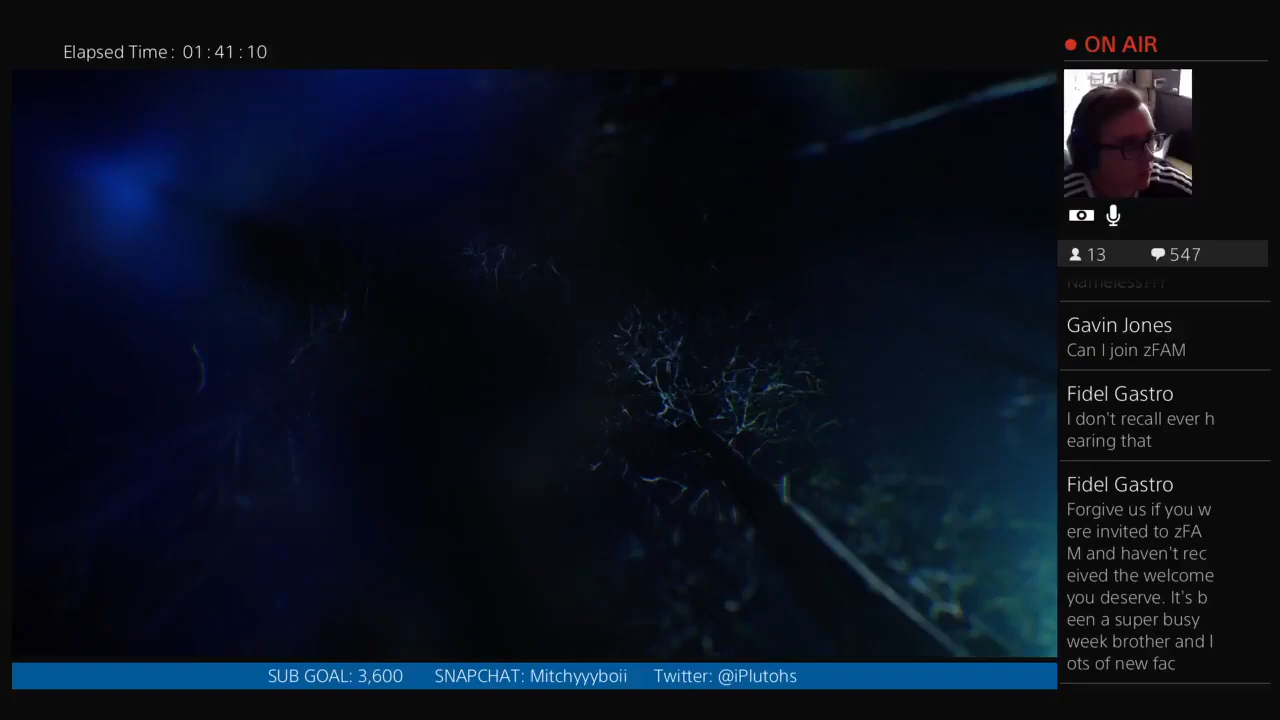 Elapsed Time: 01:41:10
ON AIR
13 547
Nameless???
Gavin Jones
Can I join zFAM
Fidel Gastro
I don't recall ever h
earing that
Fidel Gastro
Forgive us if you w
ere invited to zFA
M and haven't rec
eived the welcome
you deserve. It's b
een a super busy
week brother and l
ots of new fac
SUB GOAL: 3,600 SNAPCHAT: Mitchyyyboii Twitter: @iPlutohs